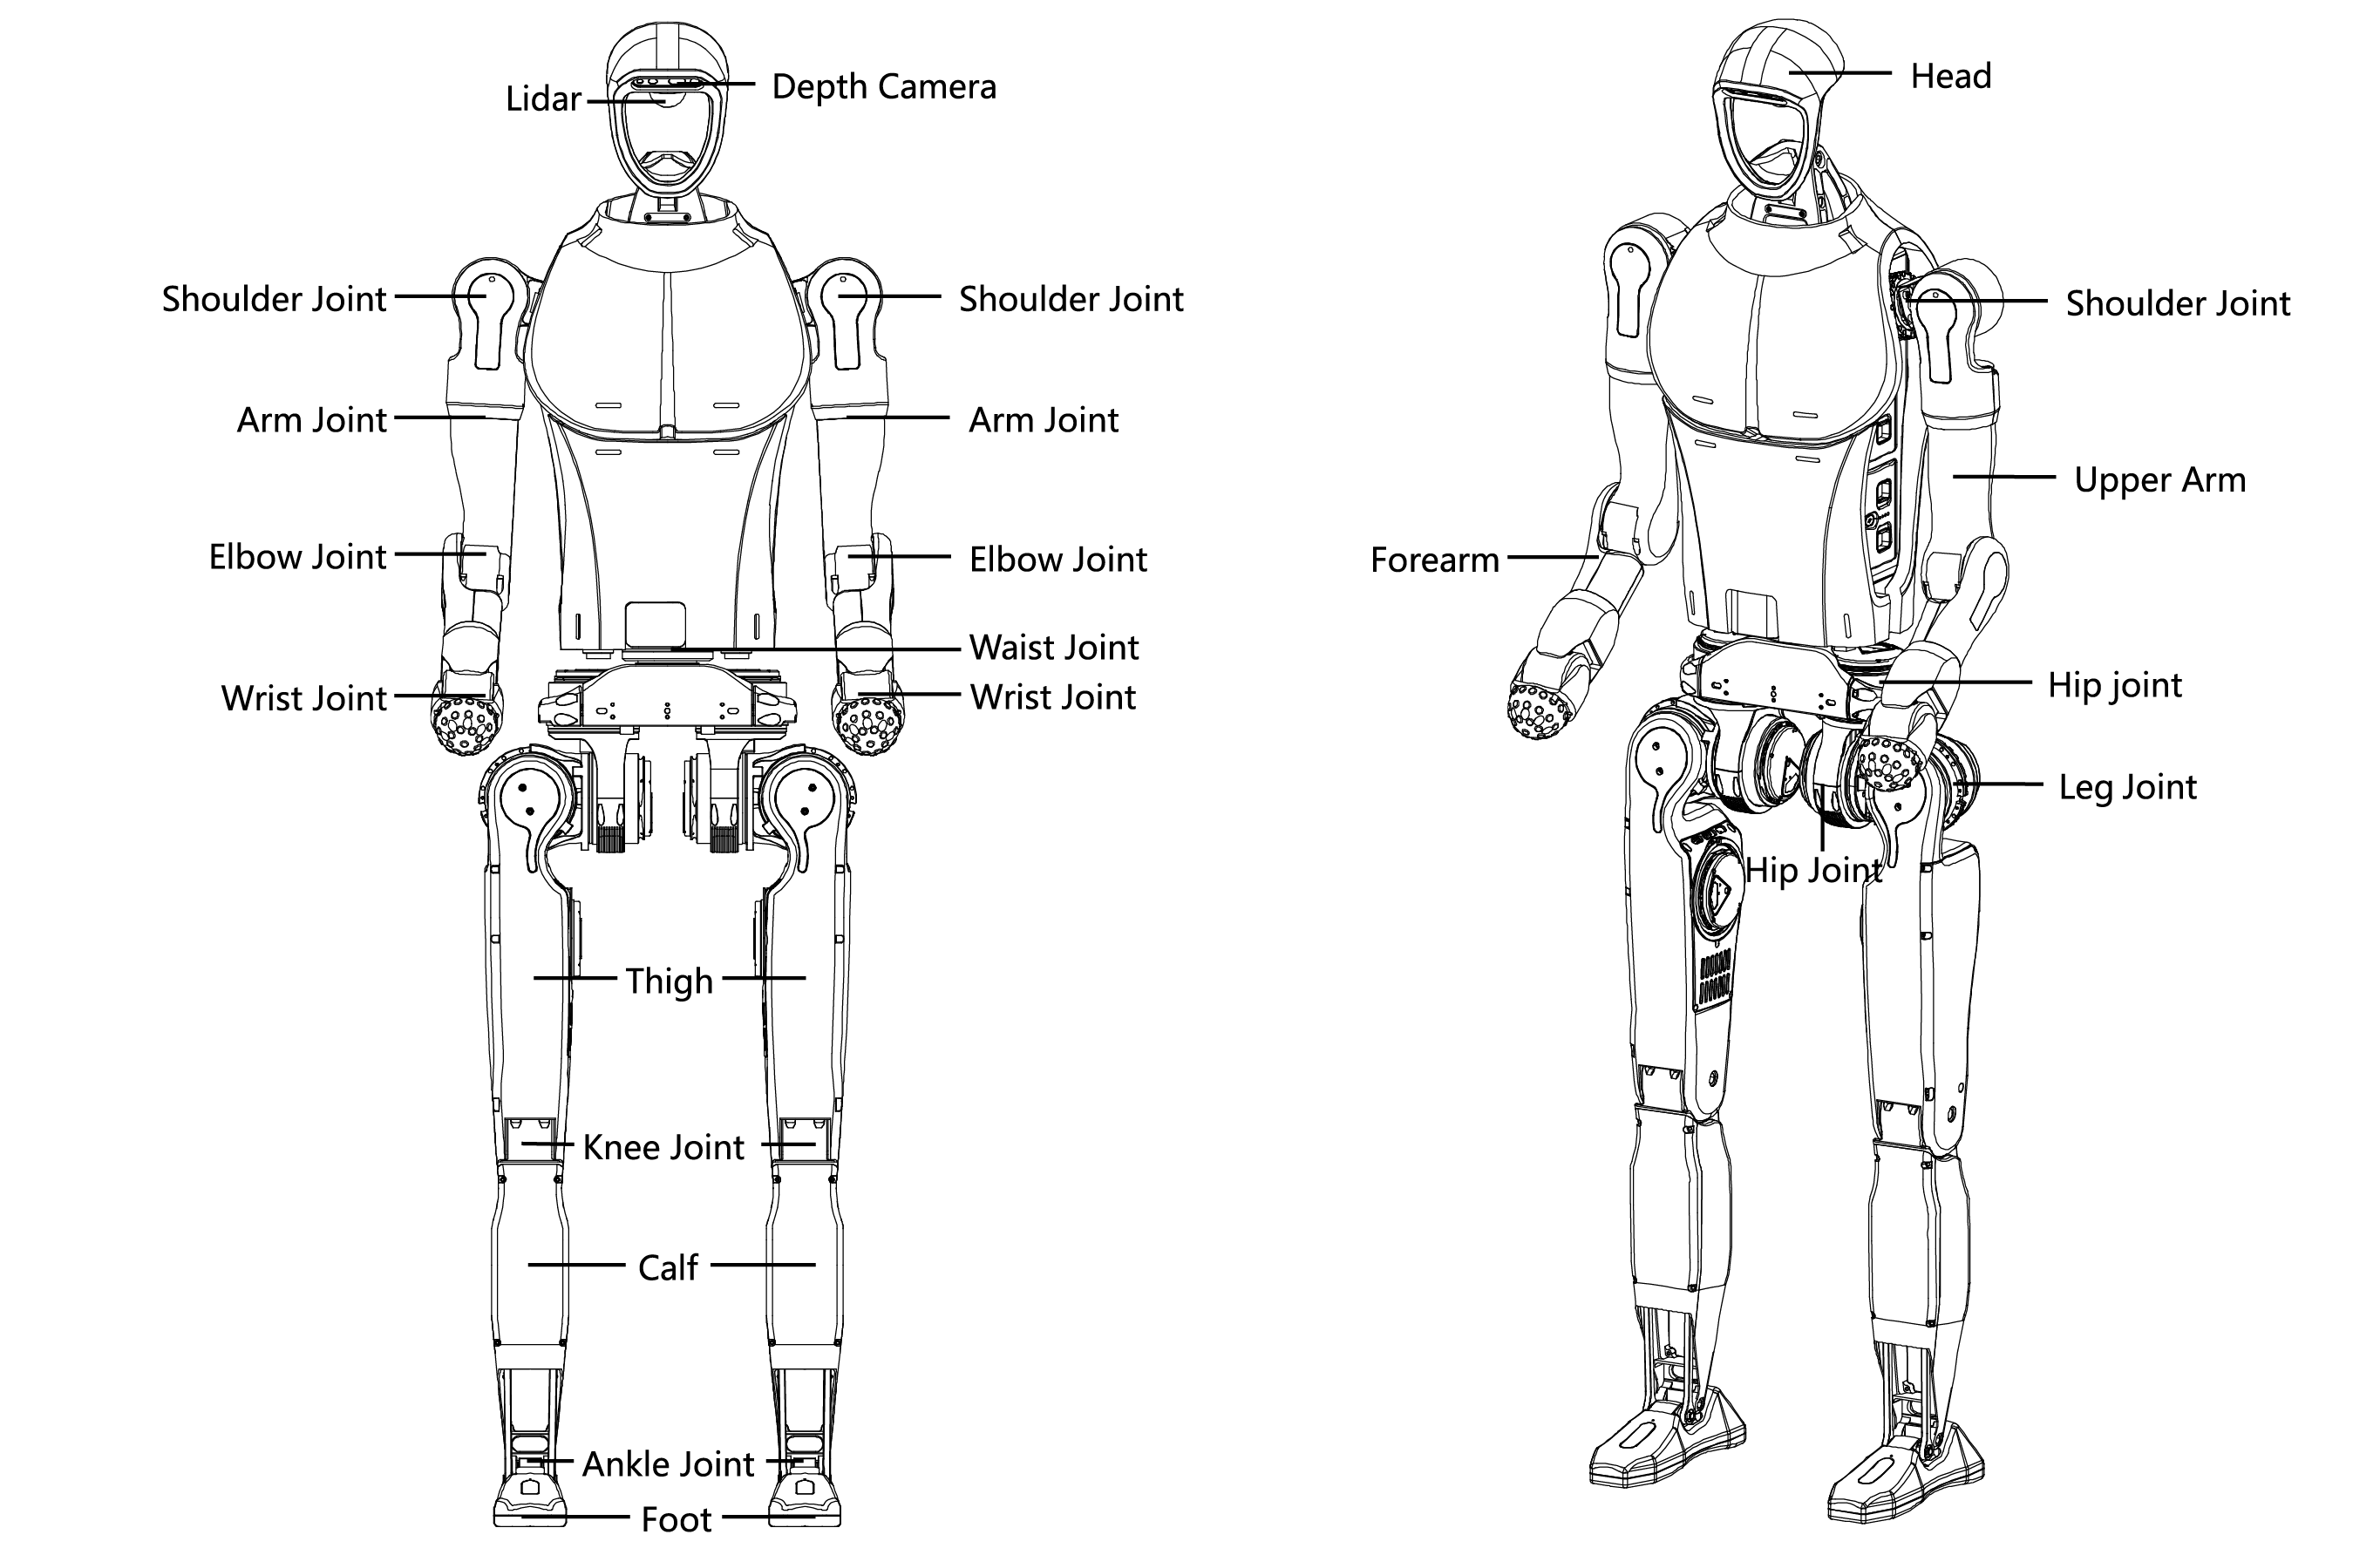 Lidar
Depth Camera
Shoulder Joint
Shoulder Joint
Arm Joint
Arm Joint
Elbow Joint
Elbow Joint
Waist Joint
Wrist Joint
Wrist Joint
Thigh
Knee Joint
Calf
Ankle Joint
Foot
Head
Shoulder Joint
Upper Arm
Forearm
Hip joint
Leg Joint
Hip Joint